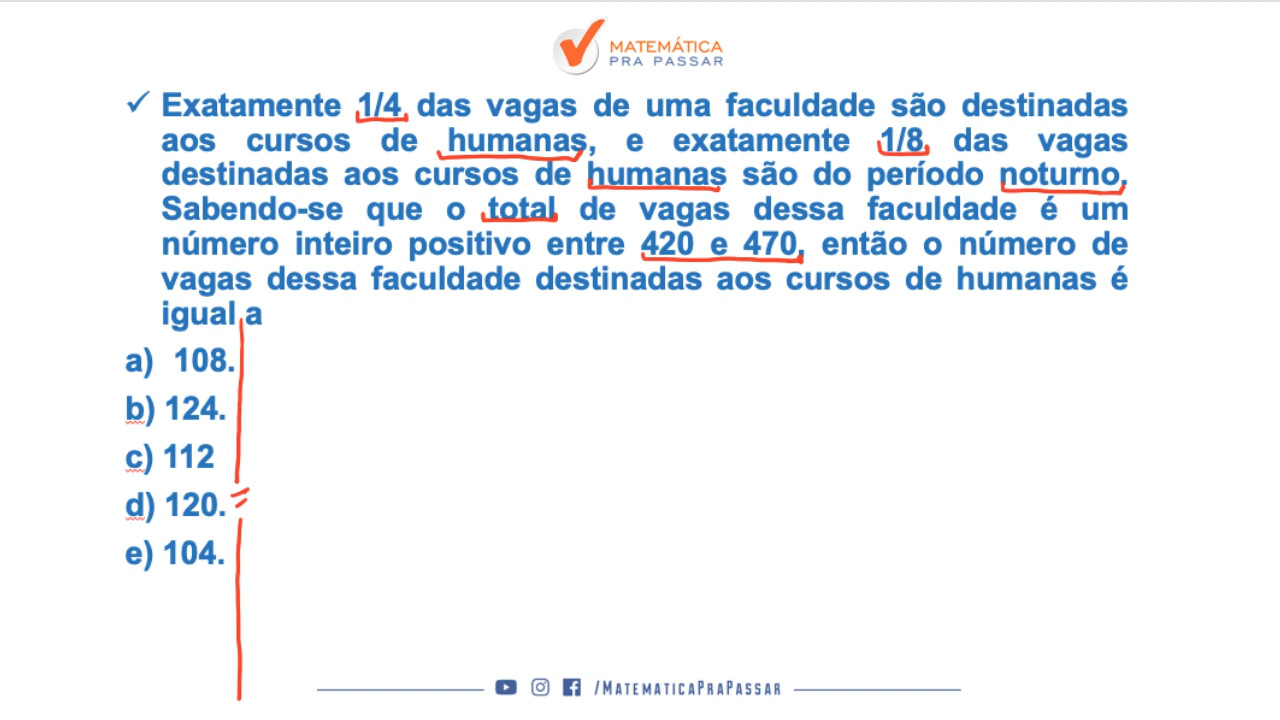 MATEMÁTICA
PRA PASSAR
✓ Exatamente 1/4 das vagas de uma faculdade são destinadas
aos cursos de humanas, e exatamente 1/8 das vagas
destinadas aos cursos de humanas são do período noturno.
Sabendo-se que o total de vagas dessa faculdade é um
número inteiro positivo entre 420 e 470, então o número de
vagas dessa faculdade destinadas aos cursos de humanas é
igual a
a) 108.
b) 124.
c) 112
d) 120.
e) 104.
/MATEMATICAPRAPASSAR